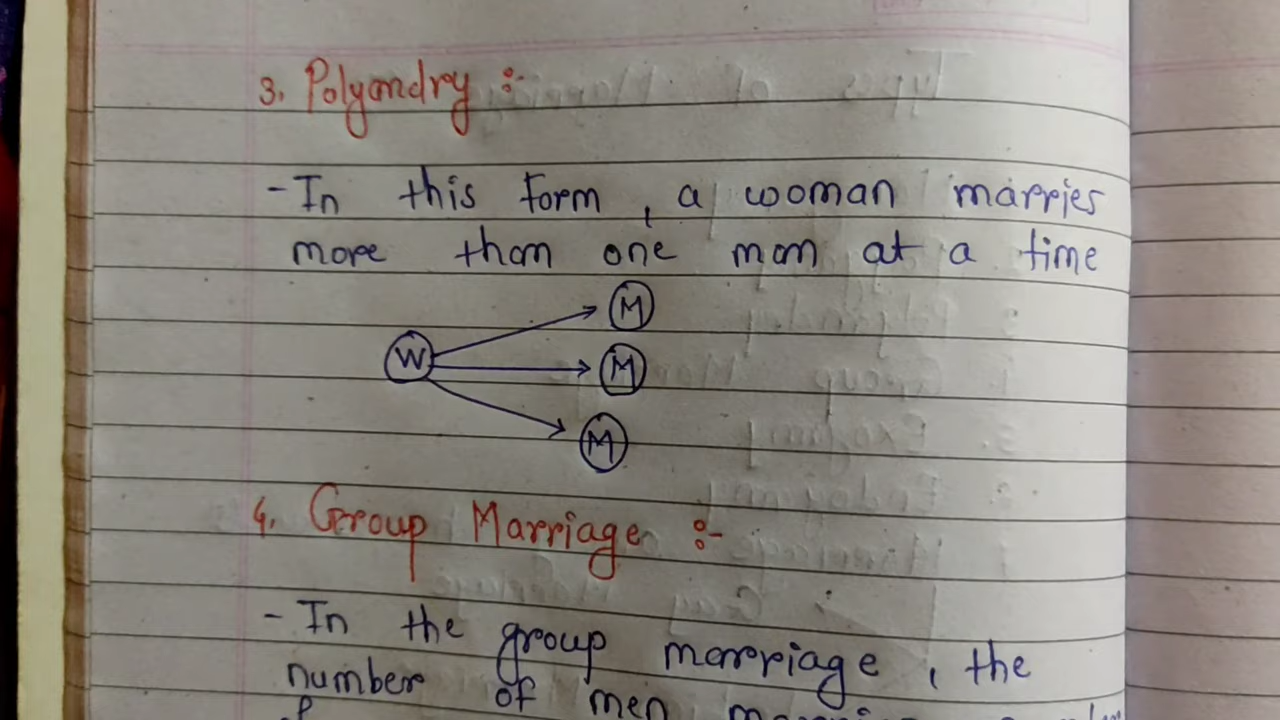 3. Polyandry :-
- In this form, a woman marries
more than one man at a time
M
W
M
M
4. Group Marriage :-
- In the group marriage, the
number of men